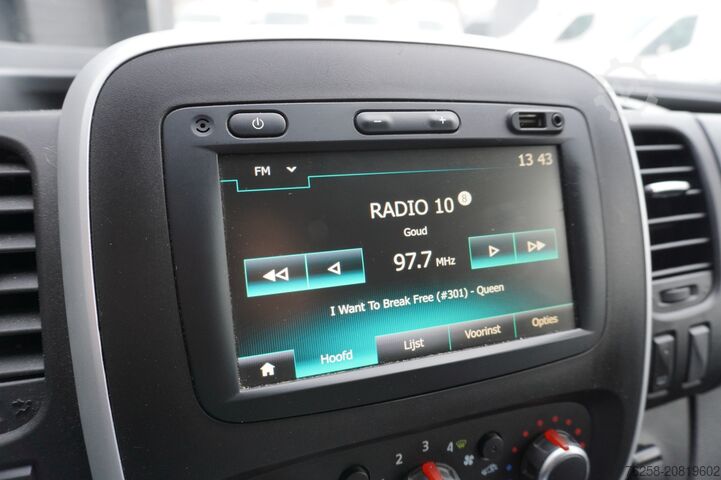 FM
13 43
RADIO 10 8
Goud
97.7 MHz
I Want To Break Free (#301) - Queen
Hoofd
Lijst
Voorinst
Opties
2 3 4
75258-20819602